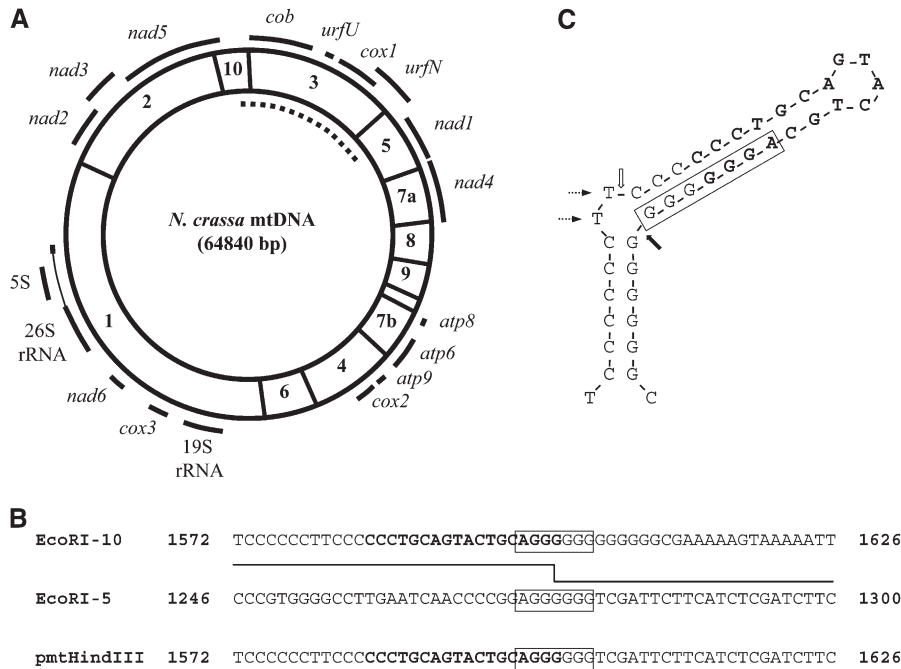 A
cob
urfU
cox1
urfN
nad1
nad4
nad5
nad3
nad2
10
3
2
5
7a
8
9
7b
4
6
1
N. crassa mtDNA
(64840 bp)
5S
26S
rRNA
nad6
cox3
19S
rRNA
atp8
atp6
atp9
cox2
C
T-C-C-C-C-C-C-T-T-C-C-C-C-C-C-T-G-C-A-G-T-A-C-T-G-C-A-G-G-G-G-G-G-G-G-G-G-G-G-C
B
EcoRI-10 1572 TCCCCCCTTCCCCCCTGCAGTACTGCAGGGGGGGGGGGGCGAAAAAGTAAAAATT 1626
EcoRI-5 1246 CCCGTGGGGCCTTGAATCAACCCCGGAGGGGGGTCGATTCTTCATCTCGATCTTC 1300
pmtHindIII 1572 TCCCCCCTTCCCCCCTGCAGTACTGCAGGGGGGTCGATTCTTCATCTCGATCTTC 1626